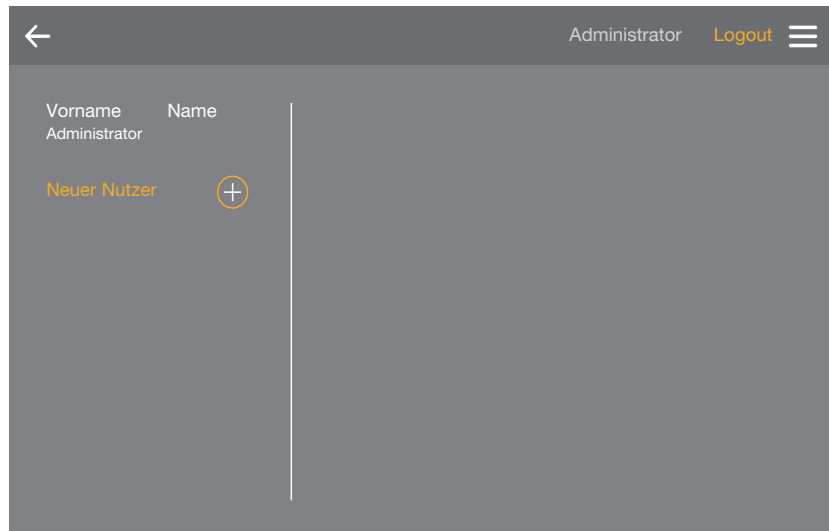 Administrator Logout
Vorname Name
Administrator
Neuer Nutzer